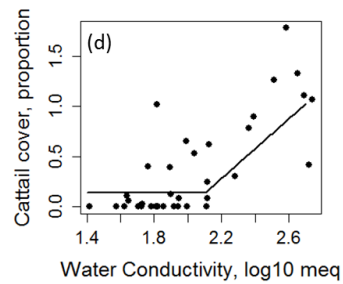 (d)
Cattail cover, proportion
1.5
1.0
0.5
0.0
1.4 1.8 2.2 2.6
Water Conductivity, log10 meq